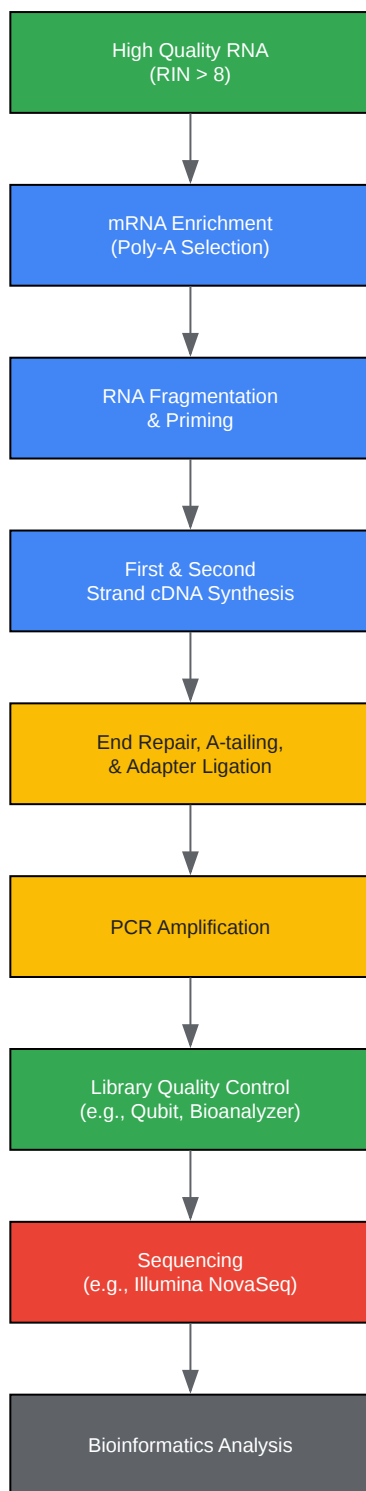 High Quality RNA
(RIN > 8)
mRNA Enrichment
(Poly-A Selection)
RNA Fragmentation
& Priming
First & Second
Strand cDNA Synthesis
End Repair, A-tailing,
& Adapter Ligation
PCR Amplification
Library Quality Control
(e.g., Qubit, Bioanalyzer)
Sequencing
(e.g., Illumina NovaSeq)
Bioinformatics Analysis